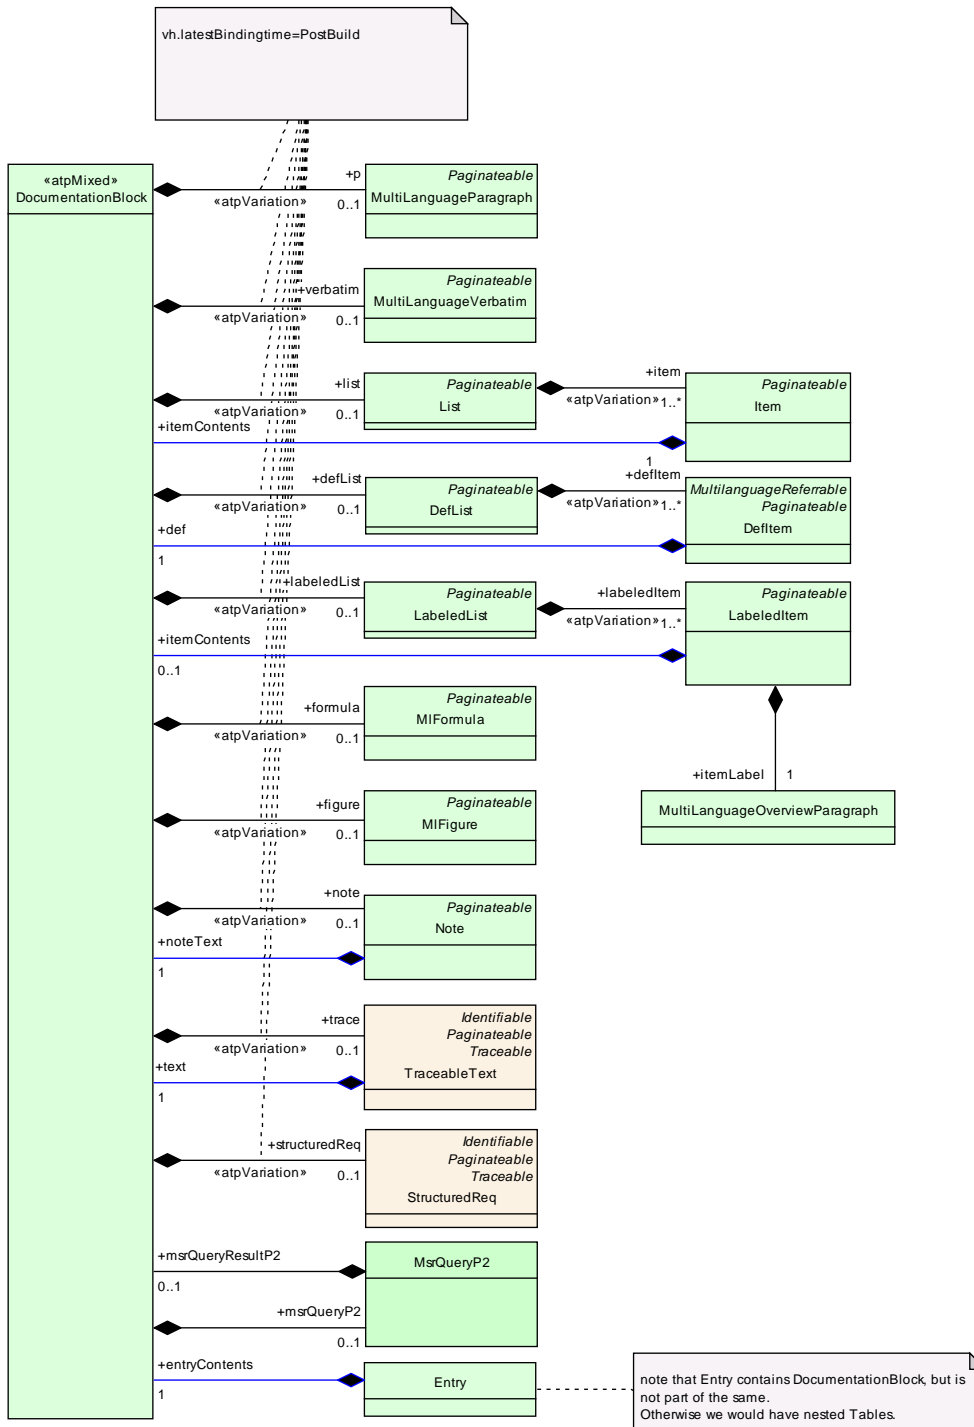 vh.latestBindingtime=PostBuild
«atpMixed»
DocumentationBlock
+p
«atpVariation»
0..1
Paginateable
MultiLanguageParagraph
+verbatim
«atpVariation»
0..1
Paginateable
MultiLanguageVerbatim
+list
«atpVariation»
0..1
Paginateable
List
+item
«atpVariation»
1..*
Paginateable
Item
+itemContents
1
+defList
«atpVariation»
0..1
Paginateable
DefList
+defItem
«atpVariation»
1..*
MultilanguageReferrable
Paginateable
DefItem
+def
1
+labeledList
«atpVariation»
0..1
Paginateable
LabeledList
+labeledItem
«atpVariation»
1..*
Paginateable
LabeledItem
+itemContents
0..1
+formula
«atpVariation»
0..1
Paginateable
MlFormula
+itemLabel
1
MultiLanguageOverviewParagraph
+figure
«atpVariation»
0..1
Paginateable
MlFigure
+note
«atpVariation»
0..1
Paginateable
Note
+noteText
1
+trace
«atpVariation»
0..1
Identifiable
Paginateable
Traceable
TraceableText
+text
1
+structuredReq
«atpVariation»
0..1
Identifiable
Paginateable
Traceable
StructuredReq
+msrQueryResultP2
0..1
MsrQueryP2
+msrQueryP2
0..1
+entryContents
1
Entry
note that Entry contains DocumentationBlock, but is
not part of the same.
Otherwise we would have nested Tables.